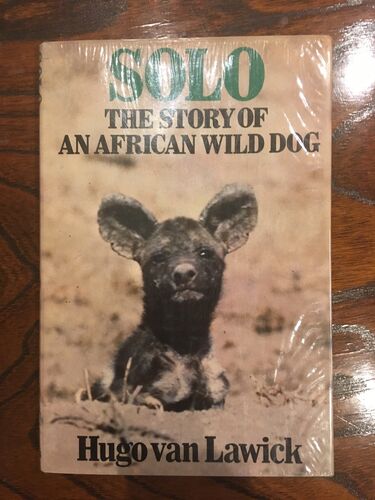 SOLO
THE STORY OF
AN AFRICAN WILD DOG
Hugo van Lawick